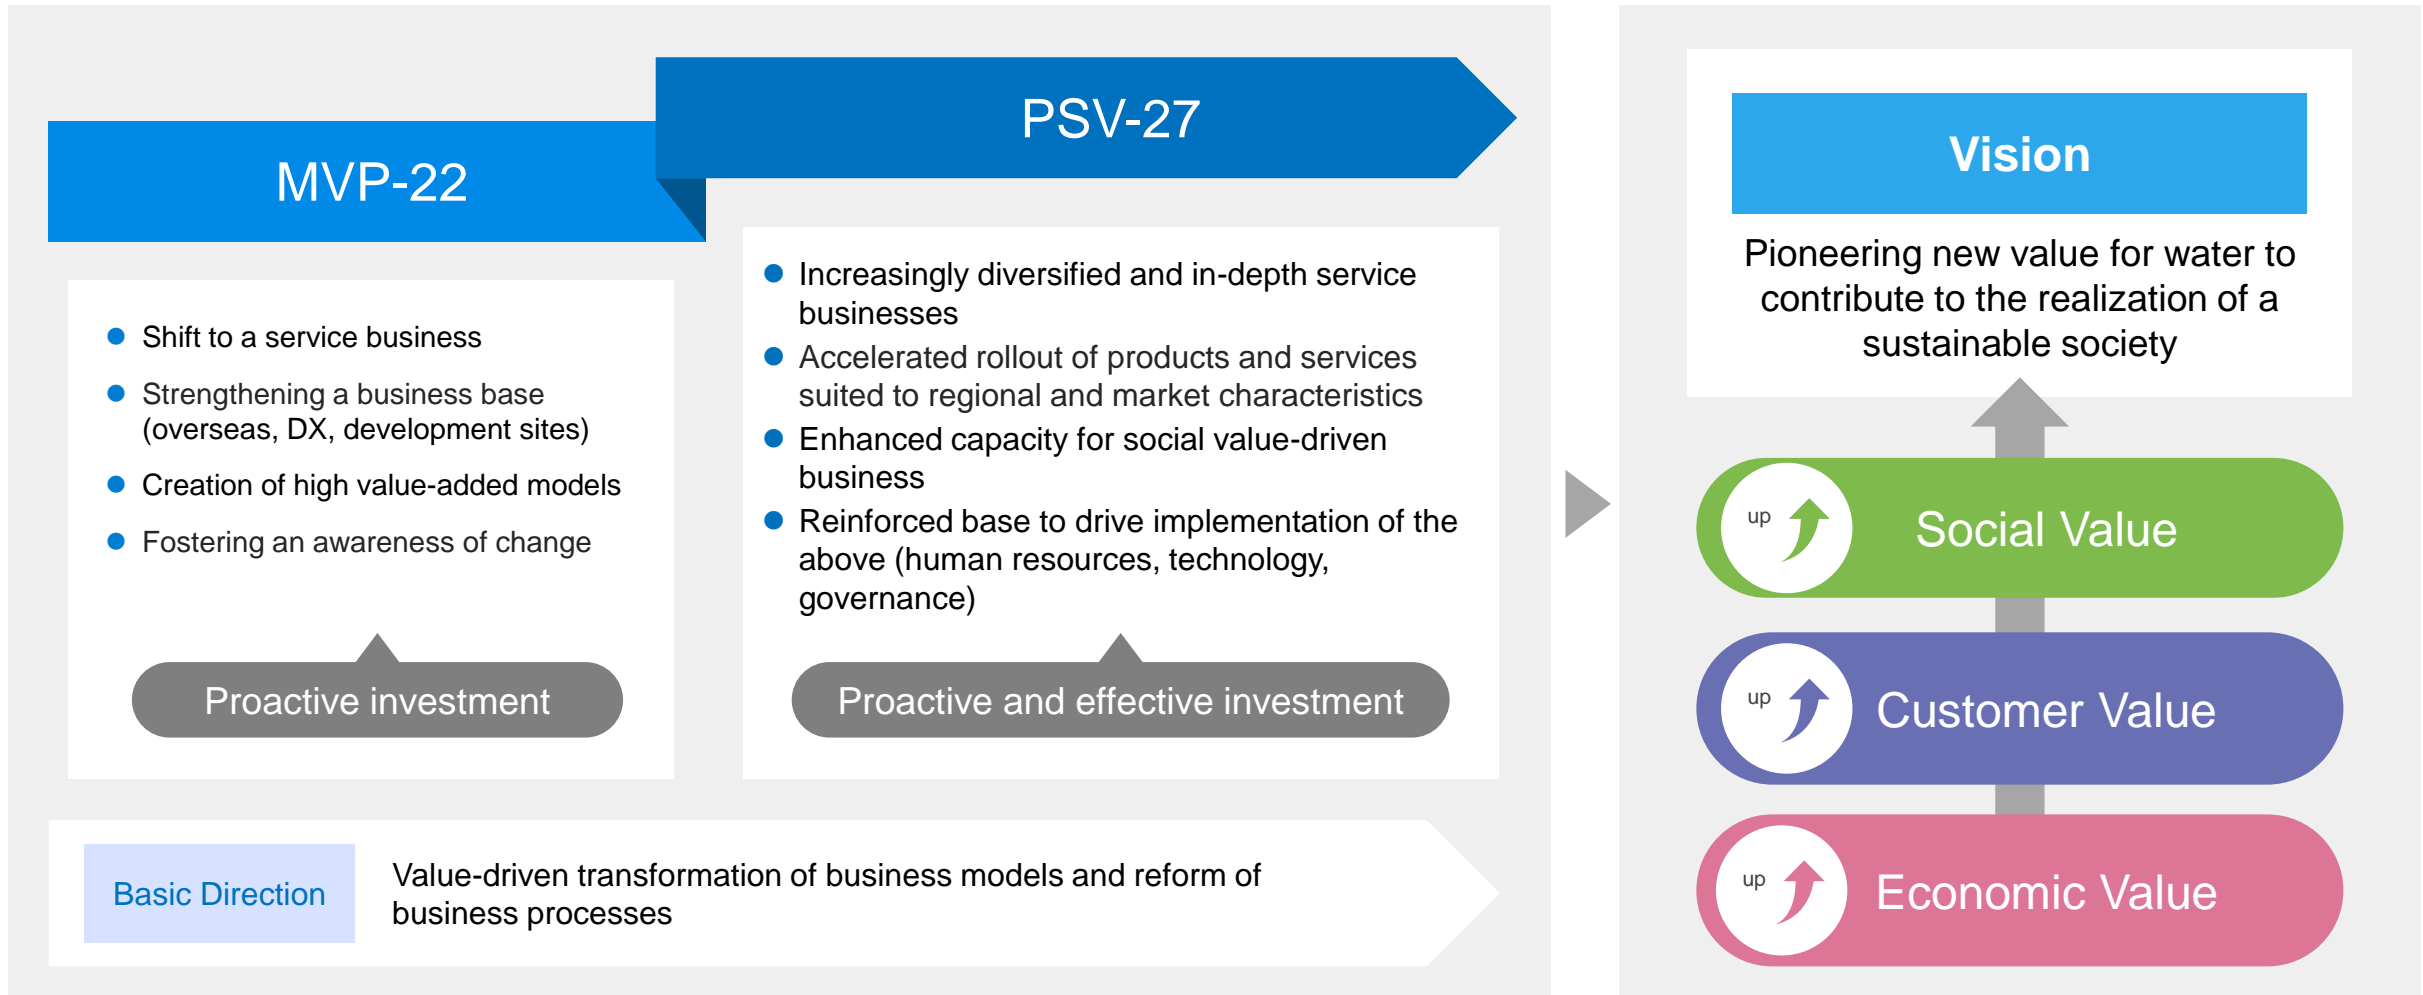 MVP-22
Shift to a service business
Strengthening a business base
(overseas, DX, development sites)
Creation of high value-added models
Fostering an awareness of change
Proactive investment
PSV-27
Increasingly diversified and in-depth service
businesses
Accelerated rollout of products and services
suited to regional and market characteristics
Enhanced capacity for social value-driven
business
Reinforced base to drive implementation of the
above (human resources, technology,
governance)
Proactive and effective investment
Basic Direction
Value-driven transformation of business models and reform of
business processes
Vision
Pioneering new value for water to
contribute to the realization of a
sustainable society
up
Social Value
up
Customer Value
up
Economic Value